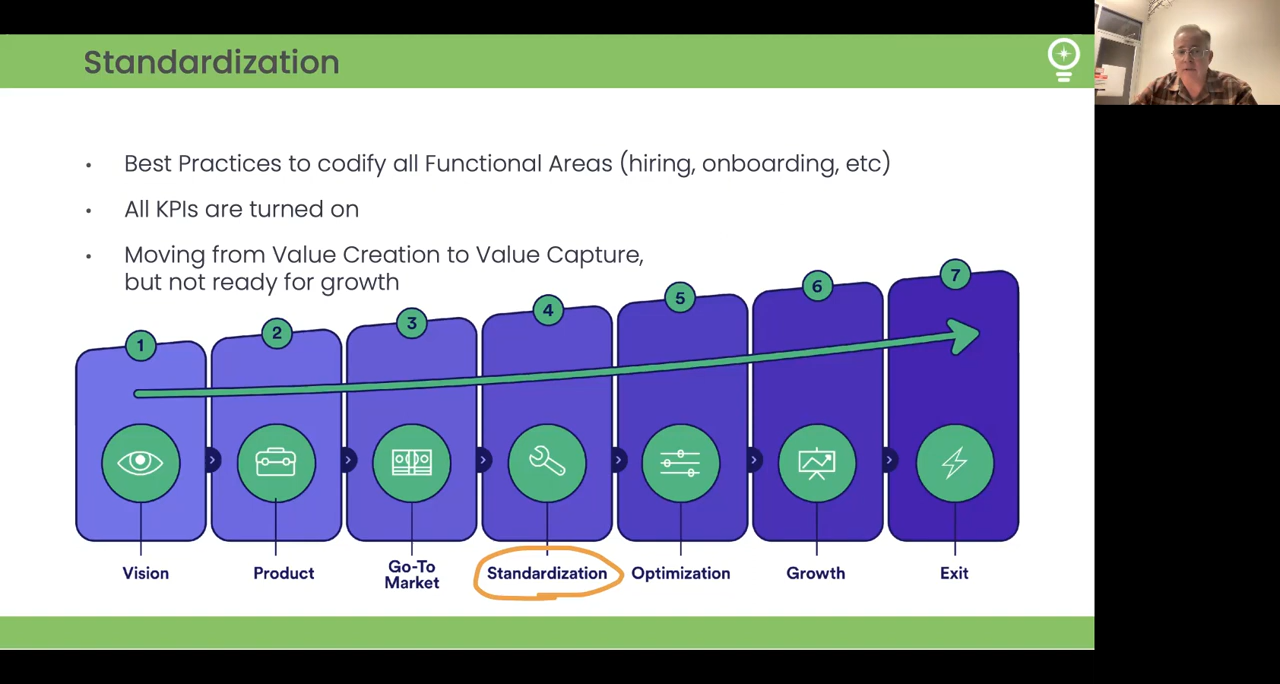 Standardization
• Best Practices to codify all Functional Areas (hiring, onboarding, etc)
• All KPIs are turned on
• Moving from Value Creation to Value Capture,
but not ready for growth
1
2
3
4
5
6
7
Vision
Product
Go-To
Market
Standardization
Optimization
Growth
Exit